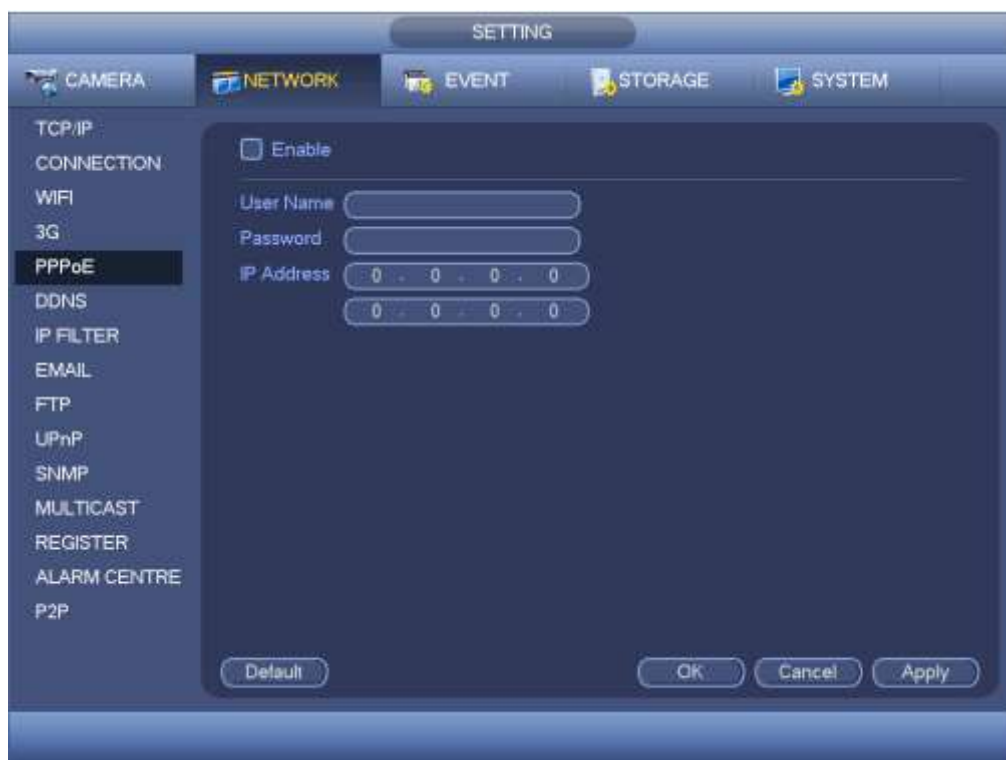 SETTING
CAMERA NETWORK EVENT STORAGE SYSTEM
TCP/IP
CONNECTION
WIFI
3G
PPPoE
DDNS
IP FILTER
EMAIL
FTP
UPnP
SNMP
MULTICAST
REGISTER
ALARM CENTRE
P2P
Enable
User Name
Password
IP Address 0 . 0 . 0 . 0
0 . 0 . 0 . 0
Default OK Cancel Apply